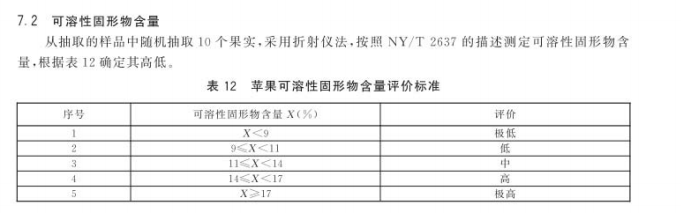 7.2 可溶性固形物含量
从抽取的样品中随机抽取 10 个果实,采用折射仪法,按照 NY/T 2637 的描述测定可溶性固形物含
量,根据表 12 确定其高低。
表 12 苹果可溶性固形物含量评价标准
序号 可溶性固形物含量 X(%) 评价
1 X<9 极低
2 9≤X<11 低
3 11≤X<14 中
4 14≤X<17 高
5 X≥17 极高